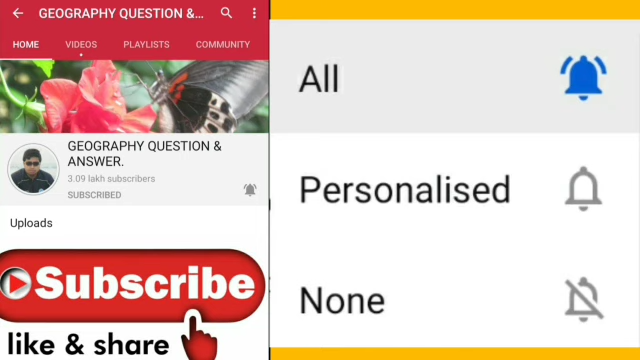 GEOGRAPHY QUESTION &...
HOME VIDEOS PLAYLISTS COMMUNITY
GEOGRAPHY QUESTION &
ANSWER.
3.09 lakh subscribers
SUBSCRIBED
Uploads
Subscribe
like & share
All
Personalised
None